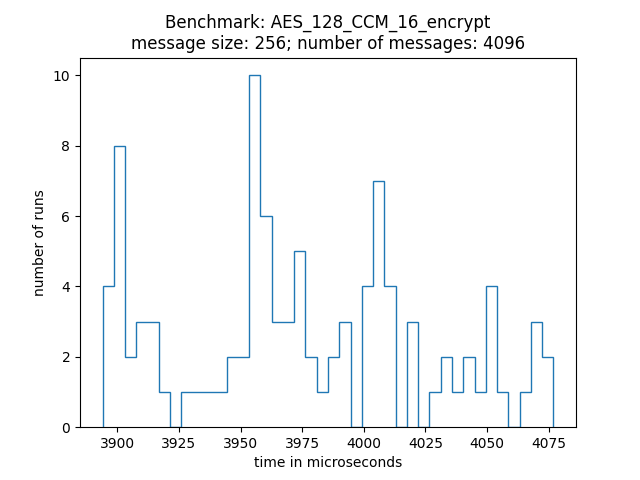 Benchmark: AES_128_CCM_16_encrypt
message size: 256; number of messages: 4096
10
8
6
4
2
0
number of runs
3900 3925 3950 3975 4000 4025 4050 4075
time in microseconds